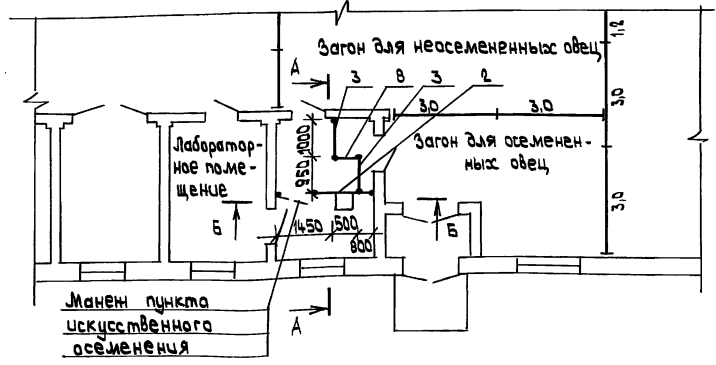 Загон для неосемененных овец
А
3
8
3
2
1,2
3,0
3,0
3,0
3,0
Лаборатор-
ное поме-
щение
1000
950
Загон для осеменен-
ных овец
Б
1450
500
800
Б
Манеж пункта
искусственного
осеменения
А